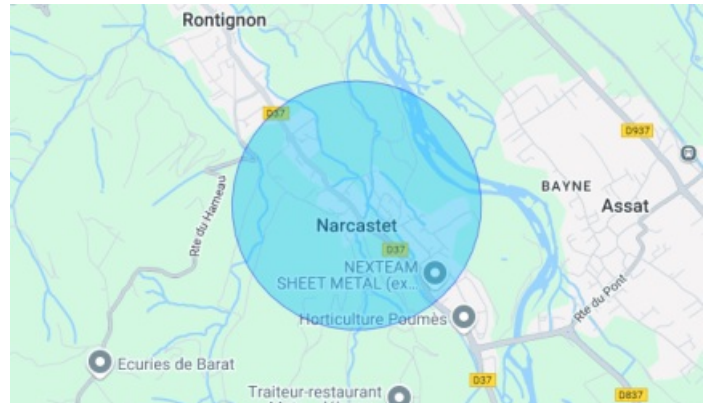 Rontignon
D37
D937
Rte du Hameau
BAYNE
Assat
Narcastet
D37
NEXTEAM
SHEET METAL (ex...
Rte du Pont
Horticulture Poumès
Ecuries de Barat
D37
D837
Traiteur-restaurant